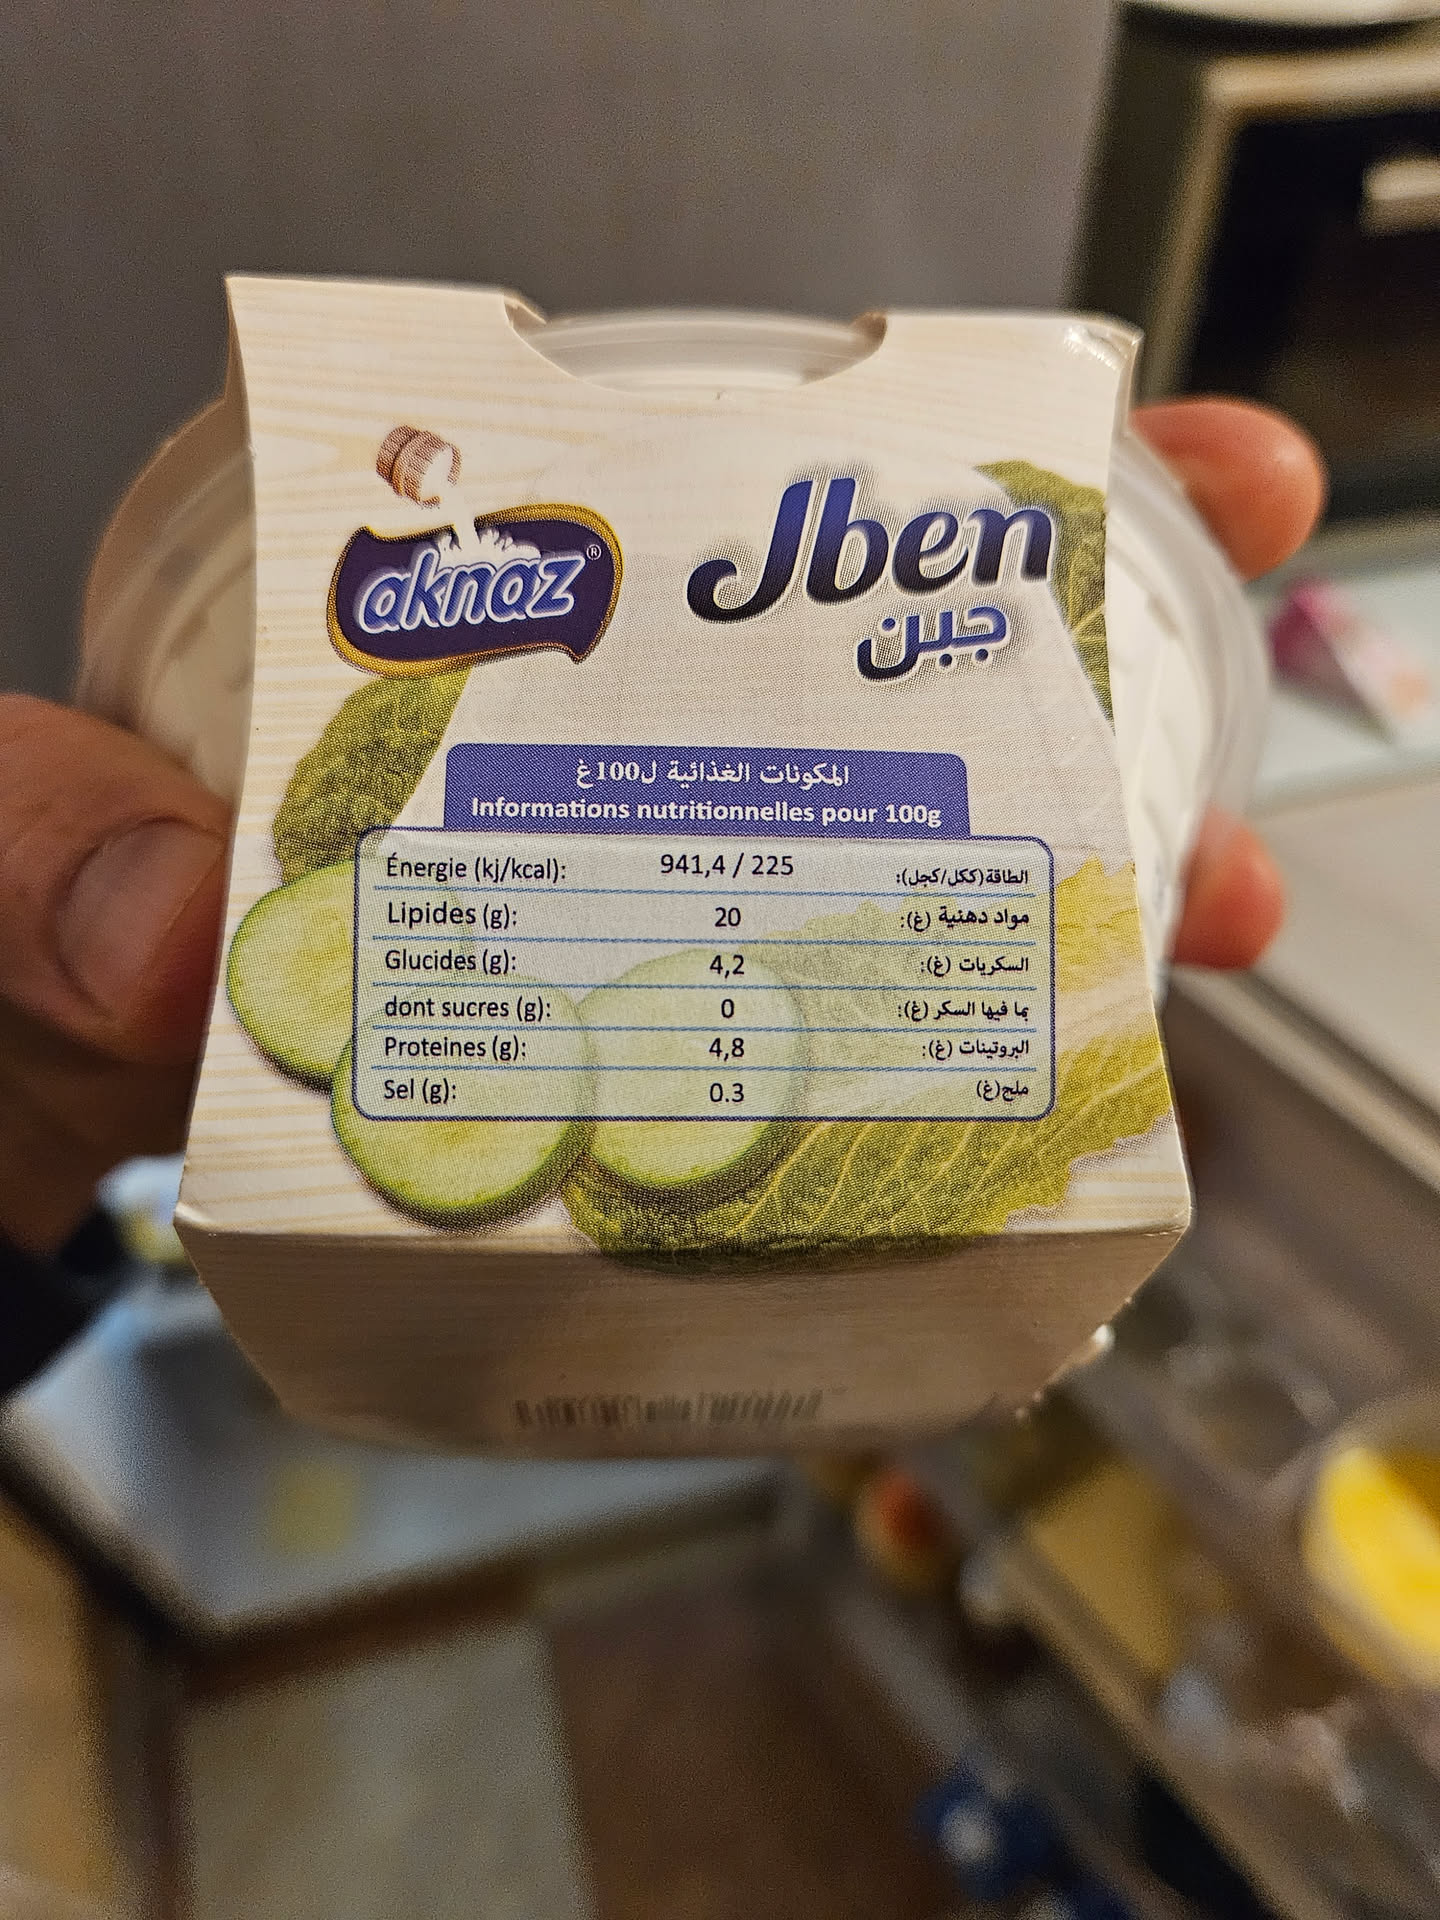 aknaz®
Jben
جبن
المكونات الغذائية ل100غ
Informations nutritionnelles pour 100g
Énergie (kj/kcal): 941,4 / 225 الطاقة(ككل/كجل):
Lipides (g): 20 مواد دهنية (غ):
Glucides (g): 4,2 السكريات (غ):
dont sucres (g): 0 بما فيها السكر (غ):
Proteines (g): 4,8 البروتينات (غ):
Sel (g): 0.3 ملح(غ)